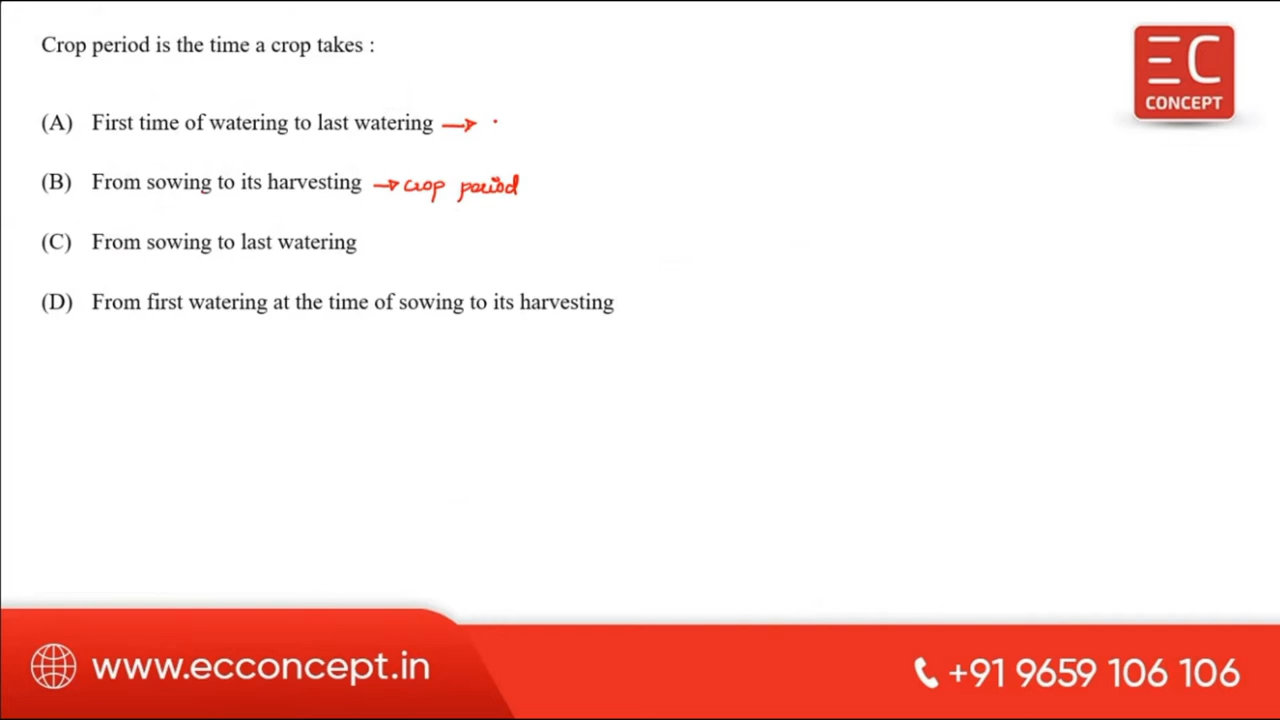 Crop period is the time a crop takes :
EC
CONCEPT
(A) First time of watering to last watering →
(B) From sowing to its harvesting → crop period
(C) From sowing to last watering
(D) From first watering at the time of sowing to its harvesting
www.ecconcept.in
+91 9659 106 106